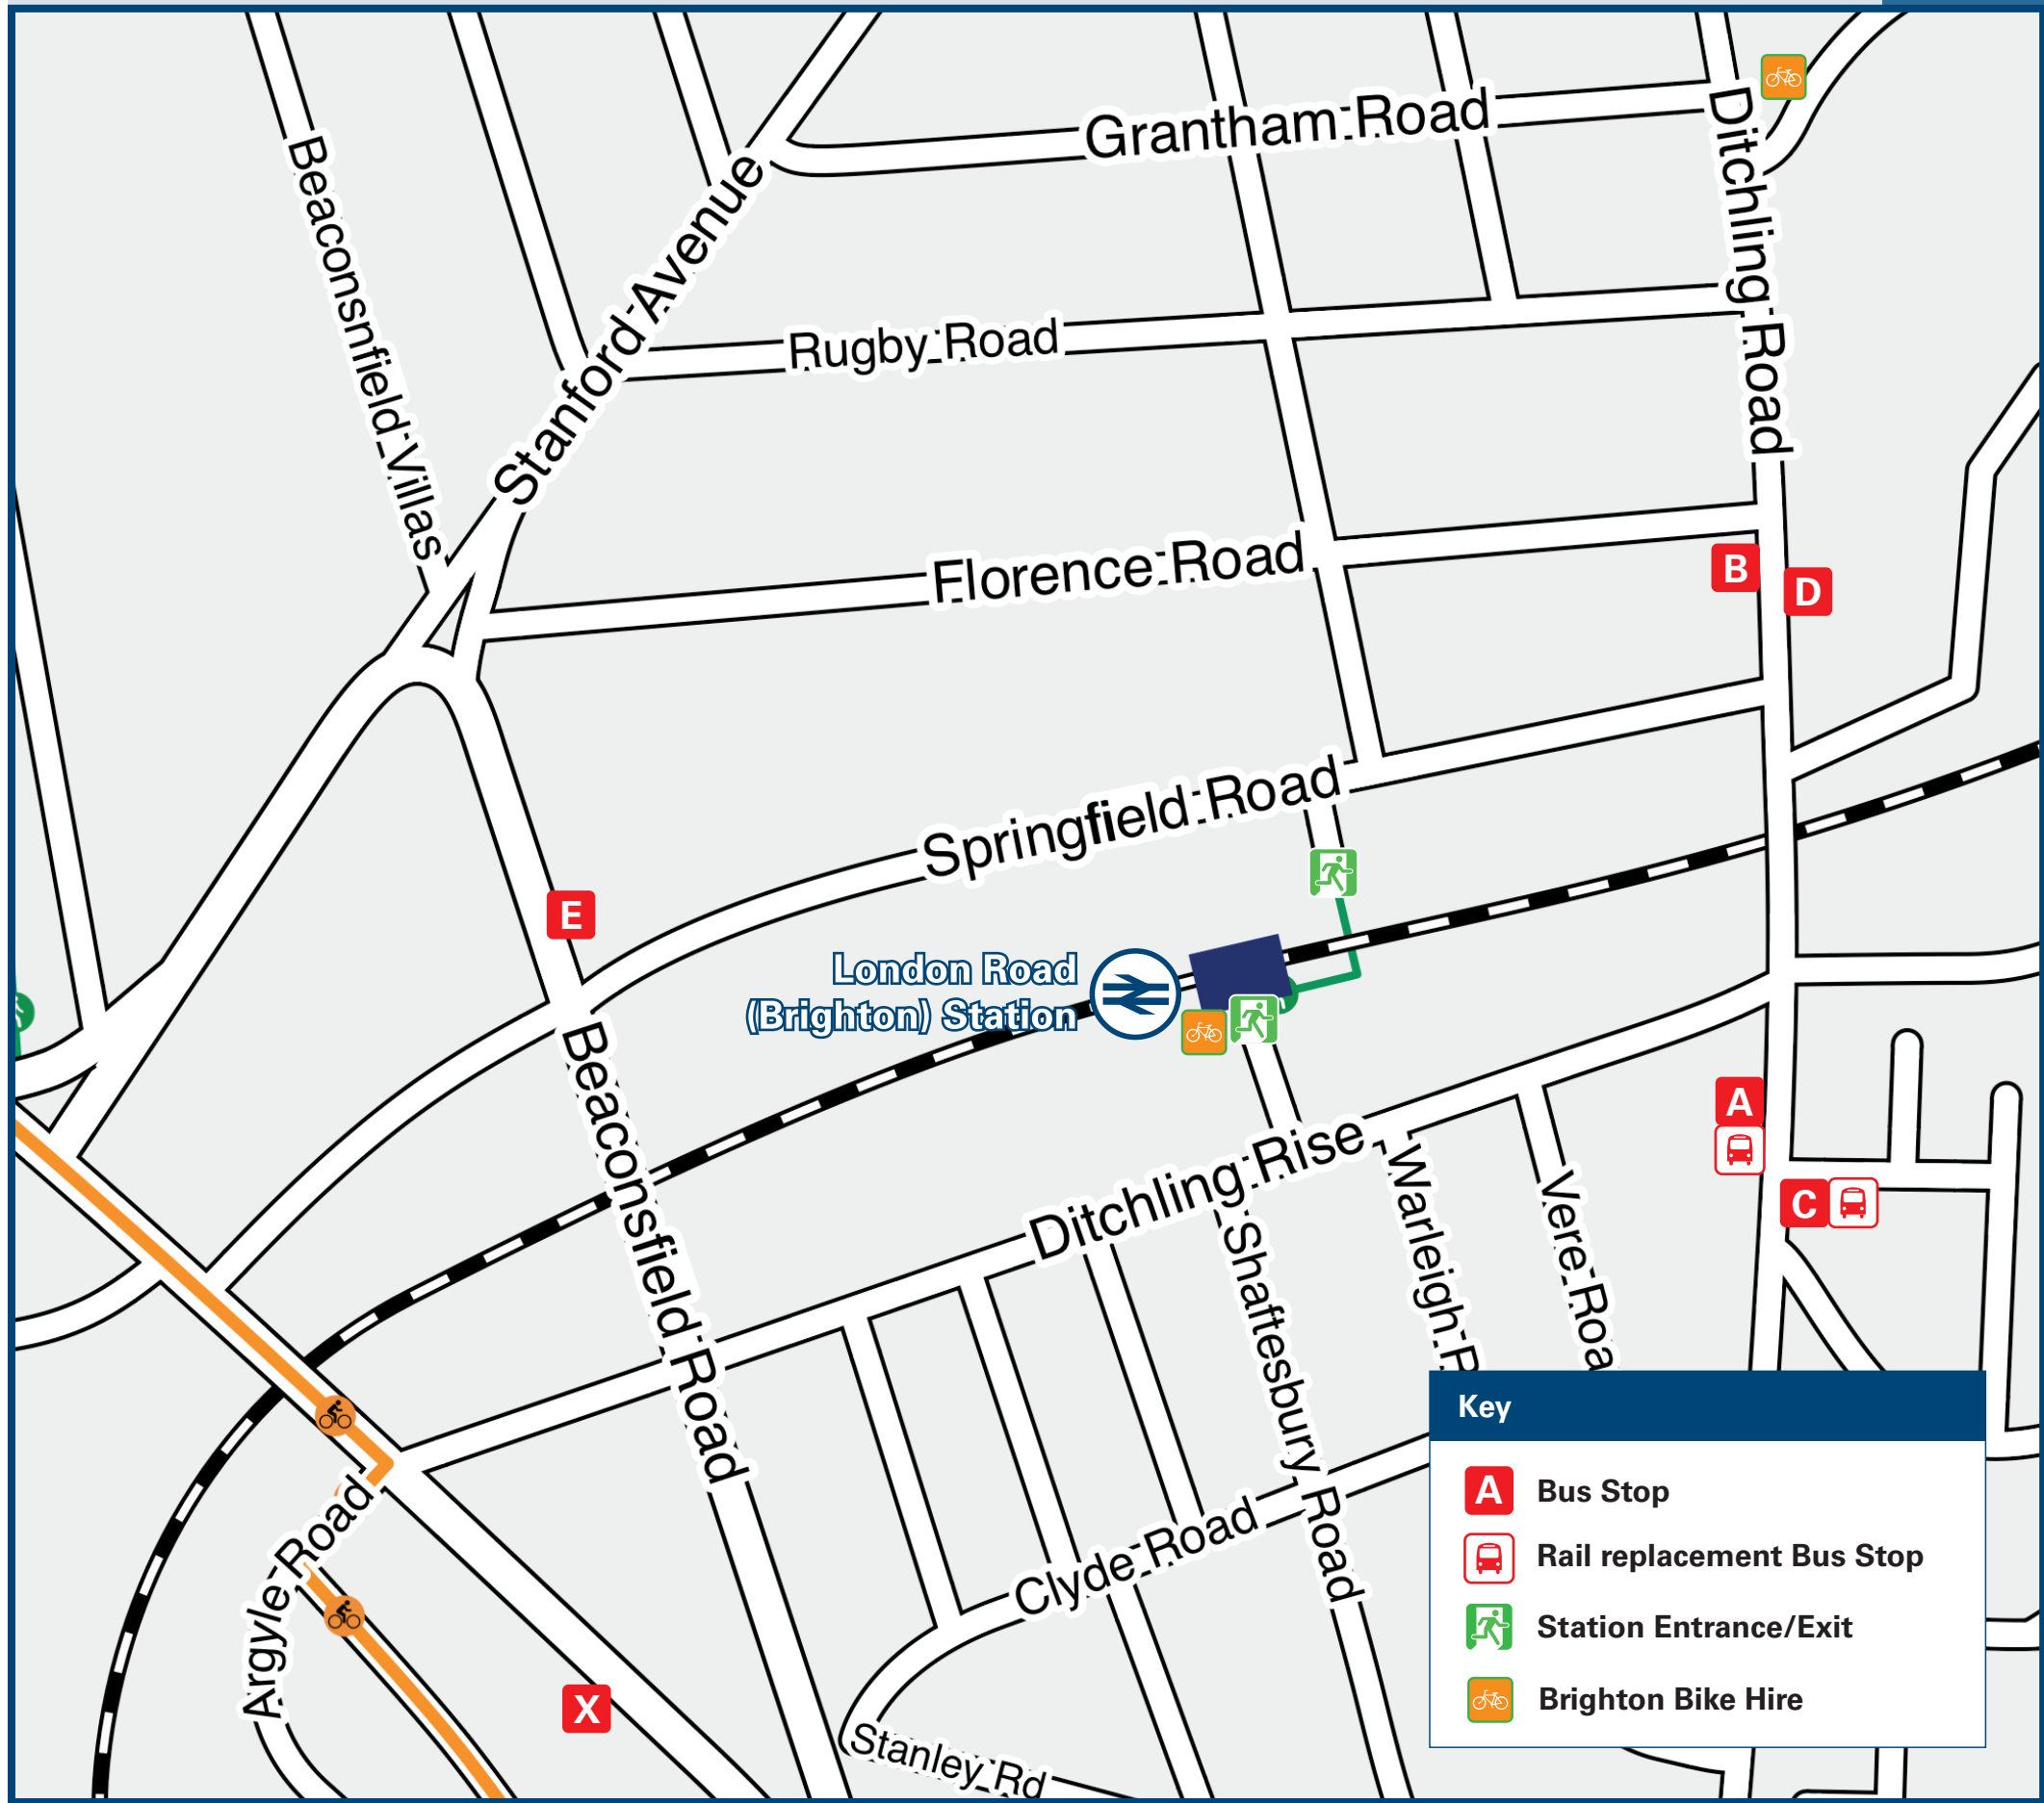 Grantham Road
Ditchling Road
Beaconsnfield Villas
Stanford Avenue
Rugby Road
Florence Road
B
D
Springfield Road
E
London Road
(Brighton) Station
Beaconsfield Road
Ditchling Rise
A
C
Shaftesbury Road
Warleigh R
Vere Roa
Argyle Road
Clyde Road
X
Stanley Rd
Key
A Bus Stop
Rail replacement Bus Stop
Station Entrance/Exit
Brighton Bike Hire